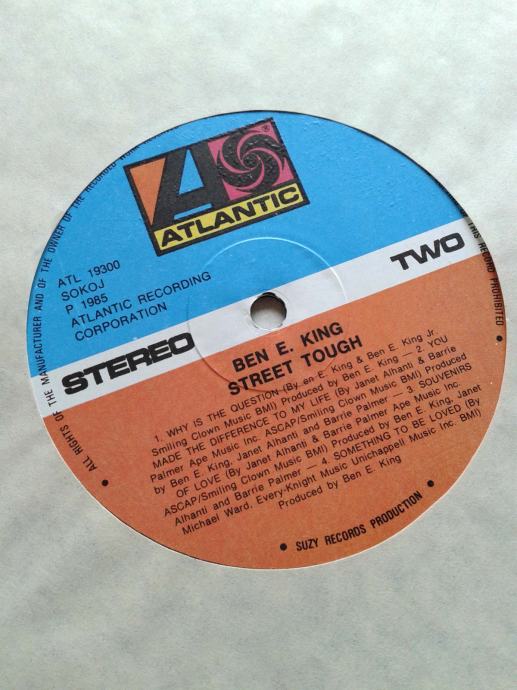 ATLANTIC
®
ATL 19300
SOKOJ
P 1985
ATLANTIC RECORDING
CORPORATION
STEREO
TWO
BEN E. KING
STREET TOUGH
1. WHY IS THE QUESTION (By en E. King & Ben E. King Jr.
Smiling Clown Music BMI) Produced by Ben E. King — 2. YOU
MADE THE DIFFERENCE TO MY LIFE (By Janet Alhanti & Barrie
Palmer Ape Music Inc. ASCAP/Smiling Clown Music BMI) Produced
by Ben E. King, Janet Alhanti and Barrie Palmer — 3. SOUVENIRS
OF LOVE (By Janet Alhanti & Barrie Palmer Ape Music Inc.
ASCAP/Smiling Clown Music BMI) Produced by Ben E. King, Janet
Alhanti and Barrie Palmer — 4. SOMETHING TO BE LOVED (By
Michael Ward. Every-Knight Music Unichappell Music Inc. BMI)
Produced by Ben E. King
• SUZY RECORDS PRODUCTION •
• ALL RIGHTS OF THE MANUFACTURER AND OF THE OWNER OF THE RECORDED
THIS RECORD PROHIBITED. •